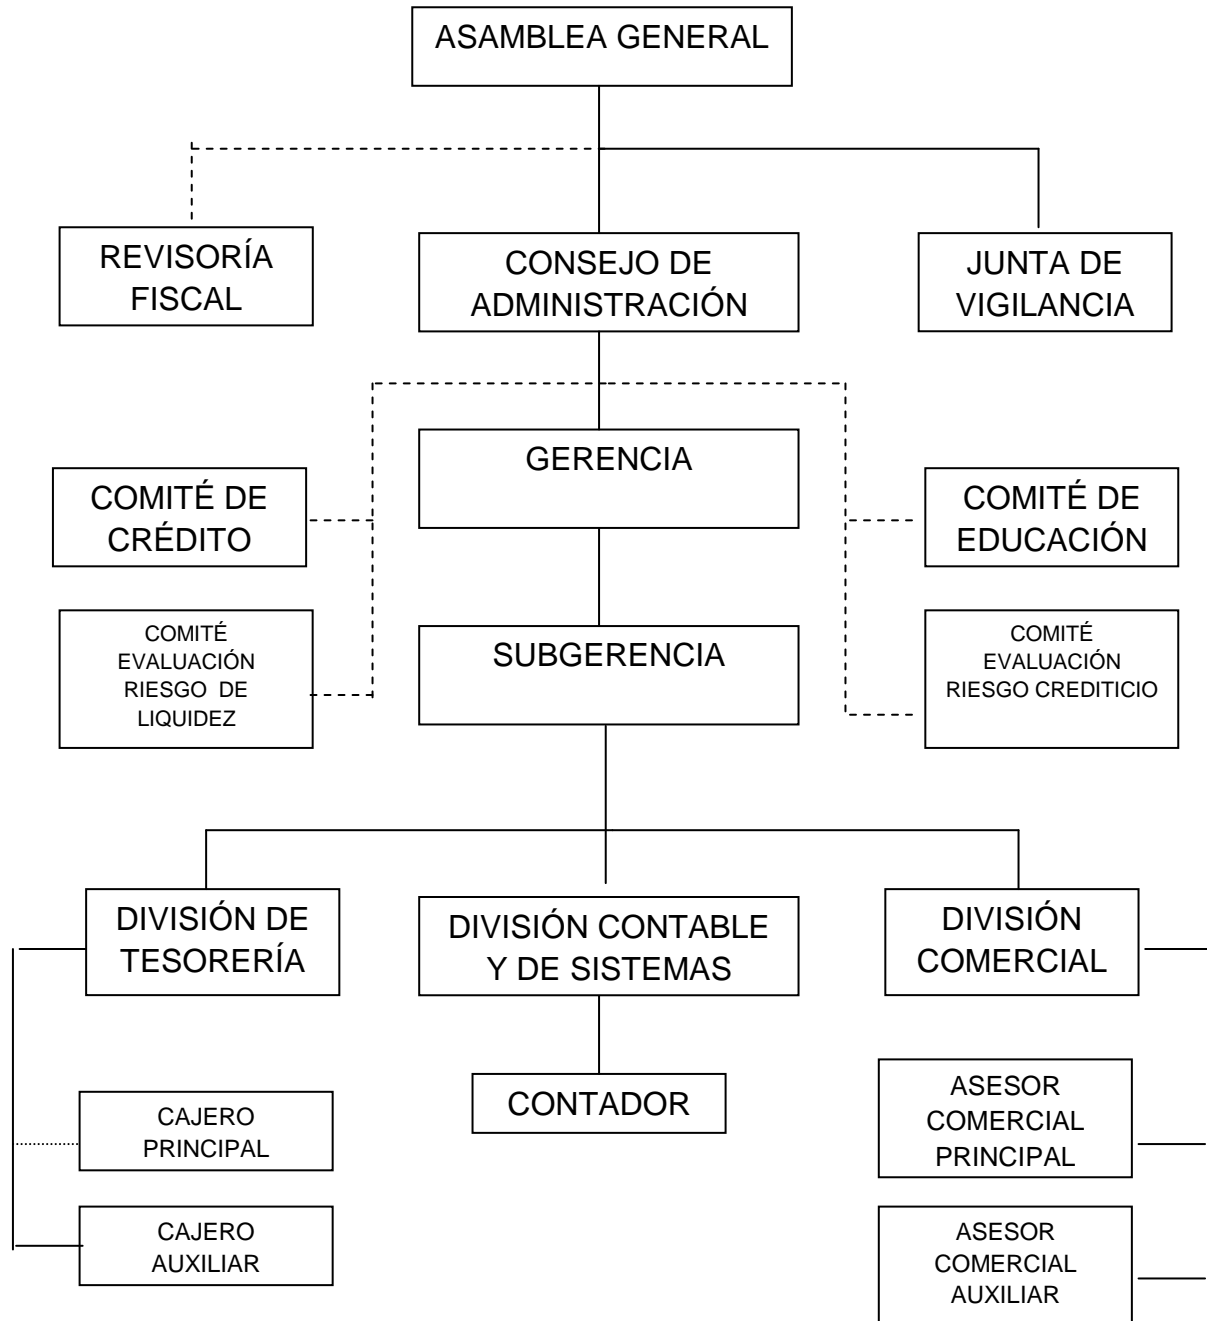 ASAMBLEA GENERAL
REVISORÍA
FISCAL
CONSEJO DE
ADMINISTRACIÓN
JUNTA DE
VIGILANCIA
GERENCIA
COMITÉ DE
CRÉDITO
COMITÉ DE
EDUCACIÓN
COMITÉ
EVALUACIÓN
RIESGO DE
LIQUIDEZ
SUBGERENCIA
COMITÉ
EVALUACIÓN
RIESGO CREDITICIO
DIVISIÓN DE
TESORERÍA
DIVISIÓN CONTABLE
Y DE SISTEMAS
DIVISIÓN
COMERCIAL
CAJERO
PRINCIPAL
CONTADOR
ASESOR
COMERCIAL
PRINCIPAL
CAJERO
AUXILIAR
ASESOR
COMERCIAL
AUXILIAR